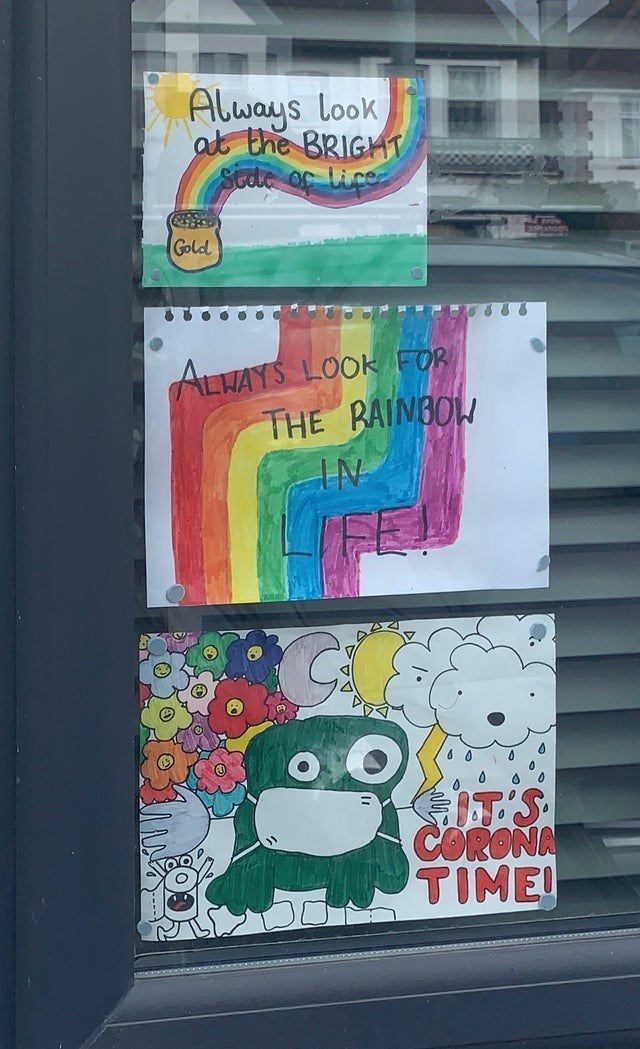 Always look
at the BRIGHT
side of life
Gold
ALWAYS LOOK FOR
THE RAINBOW
IN
LIFE!
IT'S
CORONA
TIME!